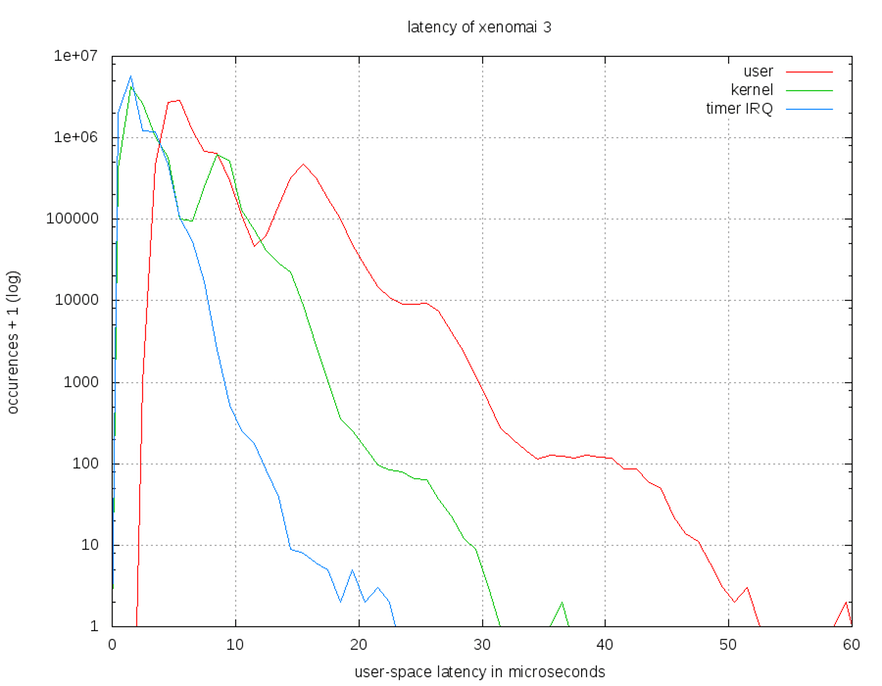 latency of xenomai 3
1e+07
1e+06
100000
10000
1000
100
10
1
occurences + 1 (log)
user
kernel
timer IRQ
0 10 20 30 40 50 60
user-space latency in microseconds